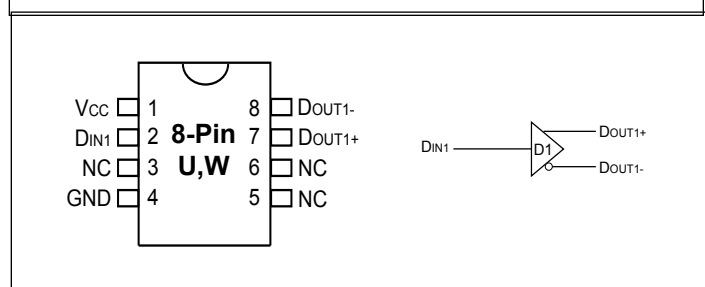 VCC 1 8 DOUT1-
DIN1 2 8-Pin 7 DOUT1+
NC 3 U,W 6 NC
GND 4 5 NC
DIN1 D1 DOUT1+
DOUT1-